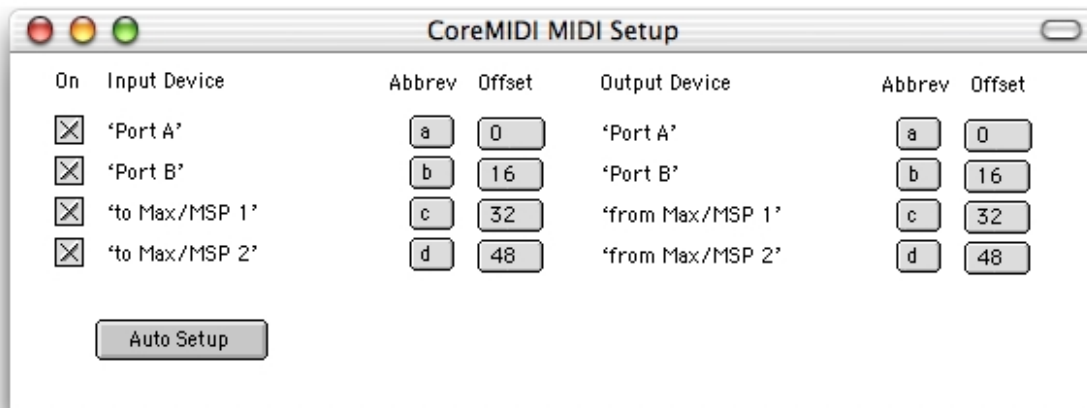 CoreMIDI MIDI Setup
On Input Device Abbrev Offset Output Device Abbrev Offset
‘Port A’ a 0 ‘Port A’ a 0
‘Port B’ b 16 ‘Port B’ b 16
‘to Max/MSP 1’ c 32 ‘from Max/MSP 1’ c 32
‘to Max/MSP 2’ d 48 ‘from Max/MSP 2’ d 48
Auto Setup